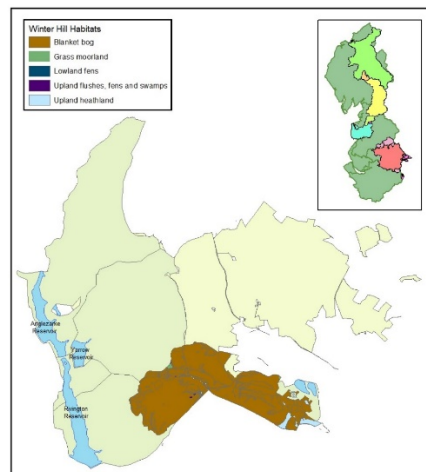 Winter Hill Habitats
Blanket bog
Grass moorland
Lowland fens
Upland flushes, fens and swamps
Upland heathland
Anglezarke
Reservoir
Yarrow
Reservoir
Rivington
Reservoir